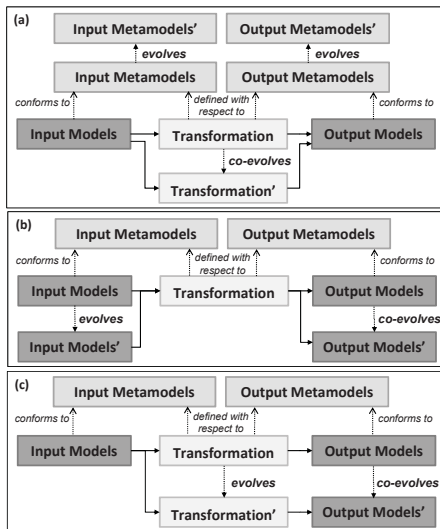 (a)
Input Metamodels’ Output Metamodels’
evolves evolves
Input Metamodels Output Metamodels
conforms to defined with conforms to
respect to
Input Models Transformation Output Models
co-evolves
Transformation’
(b)
Input Metamodels Output Metamodels
conforms to defined with conforms to
respect to
Input Models Transformation Output Models
evolves co-evolves
Input Models’ Output Models’
(c)
Input Metamodels Output Metamodels
conforms to defined with conforms to
respect to
Input Models Transformation Output Models
evolves co-evolves
Transformation’ Output Models’